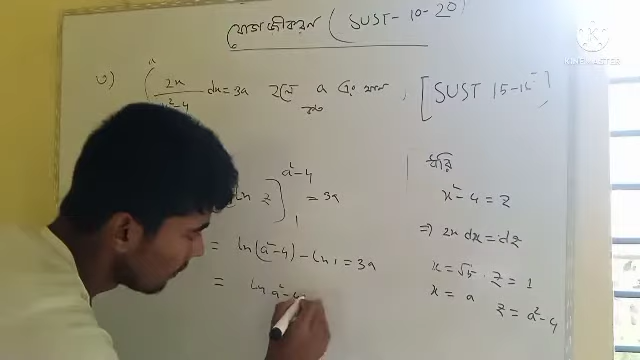 যোগজীকরণ (SUST-10-20)
৩) ∫ᵃ 2x/x²-4 dx = 3a হলে a এর মান কত , [SUST 15-16]
ln z ]₁^(a²-4) = 3a
= ln(a²-4) - ln 1 = 3a
= ln a²-4
ধরি
x²-4 = z
⇒ 2x dx = dz
x = √5 . z = 1
x = a z = a²-4
KINEMASTER